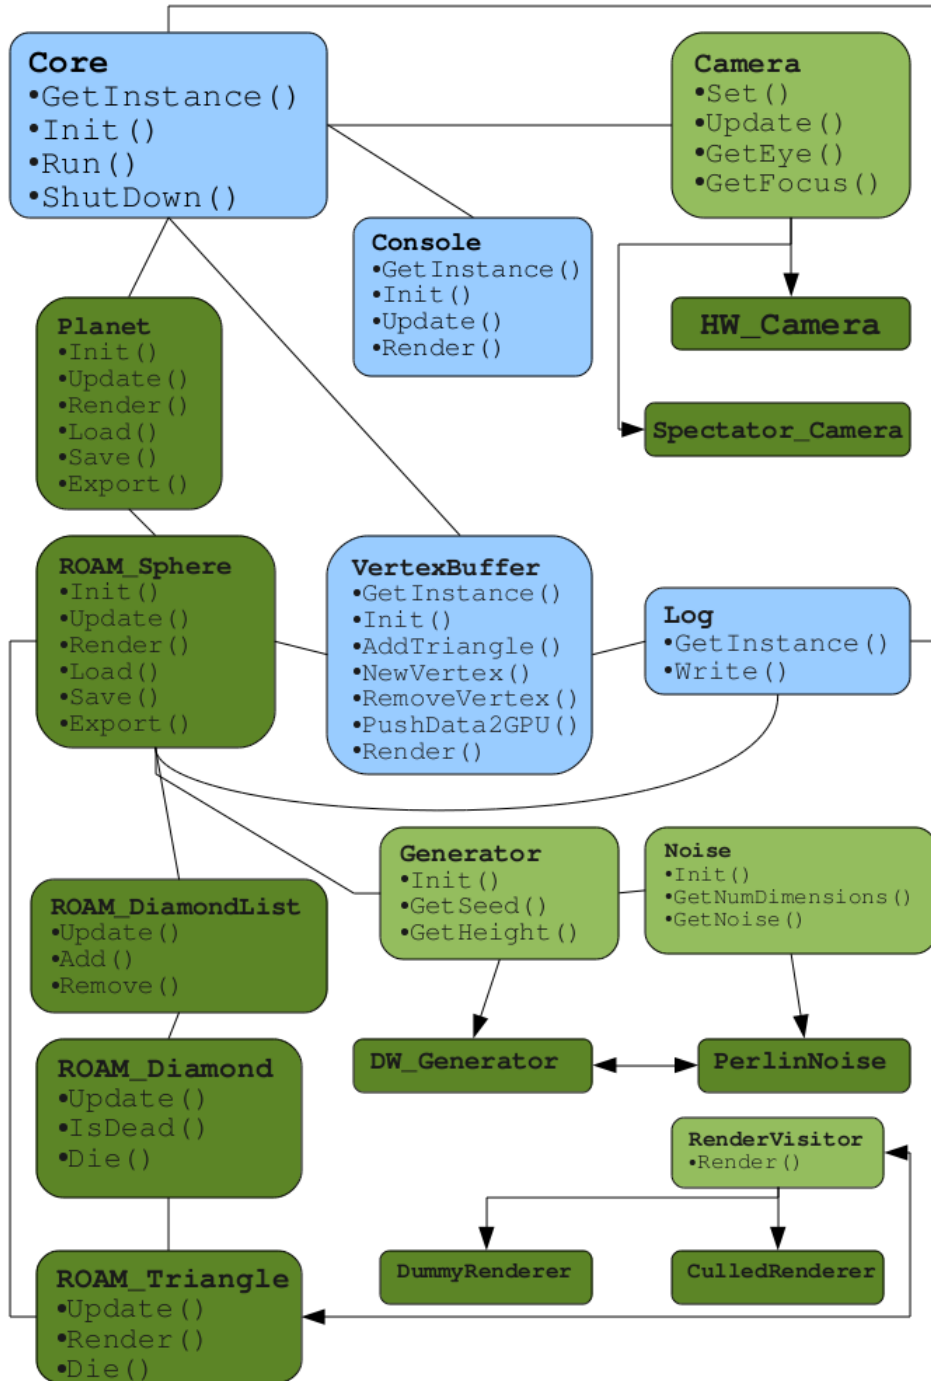 Core
•GetInstance()
•Init()
•Run()
•ShutDown()
Camera
•Set()
•Update()
•GetEye()
•GetFocus()
Console
•GetInstance()
•Init()
•Update()
•Render()
HW_Camera
Spectator_Camera
Planet
•Init()
•Update()
•Render()
•Load()
•Save()
•Export()
ROAM_Sphere
•Init()
•Update()
•Render()
•Load()
•Save()
•Export()
VertexBuffer
•GetInstance()
•Init()
•AddTriangle()
•NewVertex()
•RemoveVertex()
•PushData2GPU()
•Render()
Log
•GetInstance()
•Write()
Generator
•Init()
•GetSeed()
•GetHeight()
Noise
•Init()
•GetNumDimensions()
•GetNoise()
ROAM_DiamondList
•Update()
•Add()
•Remove()
DW_Generator
PerlinNoise
ROAM_Diamond
•Update()
•IsDead()
•Die()
RenderVisitor
•Render()
DummyRenderer
CulledRenderer
ROAM_Triangle
•Update()
•Render()
•Die()